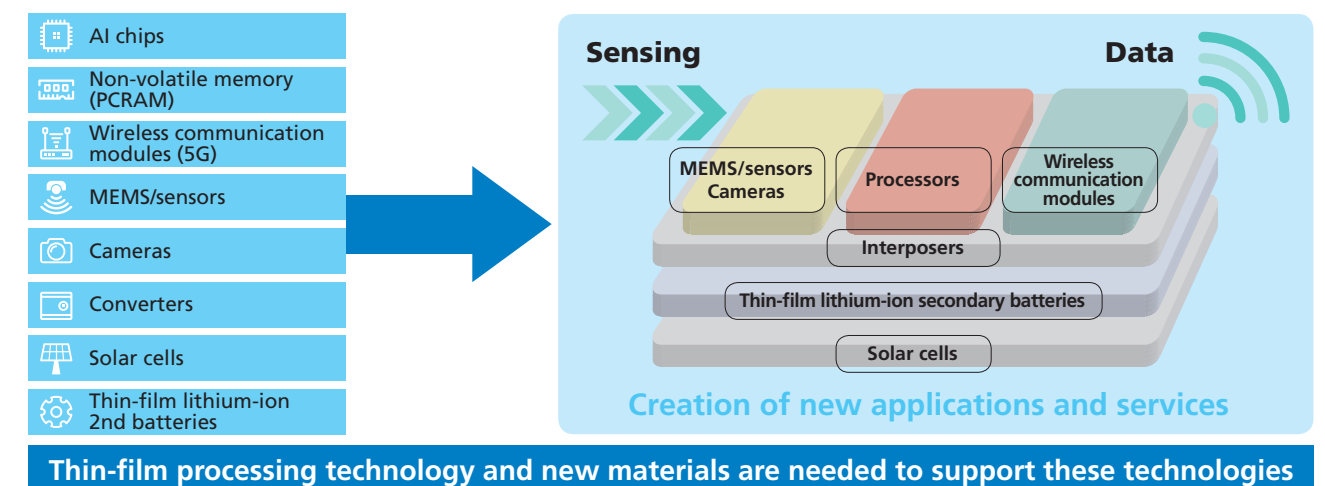 AI chips
Non-volatile memory
(PCRAM)
Wireless communication
modules (5G)
MEMS/sensors
Cameras
Converters
Solar cells
Thin-film lithium-ion
2nd batteries
Sensing
Data
MEMS/sensors
Cameras
Processors
Wireless
communication
modules
Interposers
Thin-film lithium-ion secondary batteries
Solar cells
Creation of new applications and services
Thin-film processing technology and new materials are needed to support these technologies